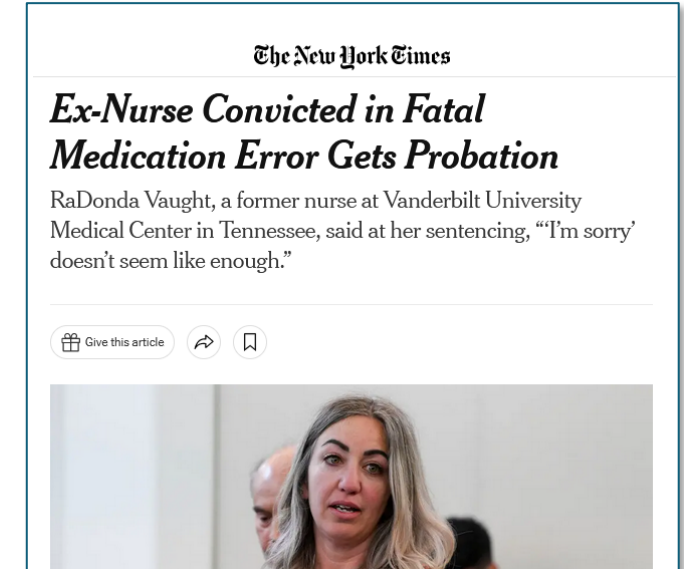 The New York Times
Ex-Nurse Convicted in Fatal
Medication Error Gets Probation
RaDonda Vaught, a former nurse at Vanderbilt University
Medical Center in Tennessee, said at her sentencing, “‘I’m sorry’
doesn’t seem like enough.”
Give this article